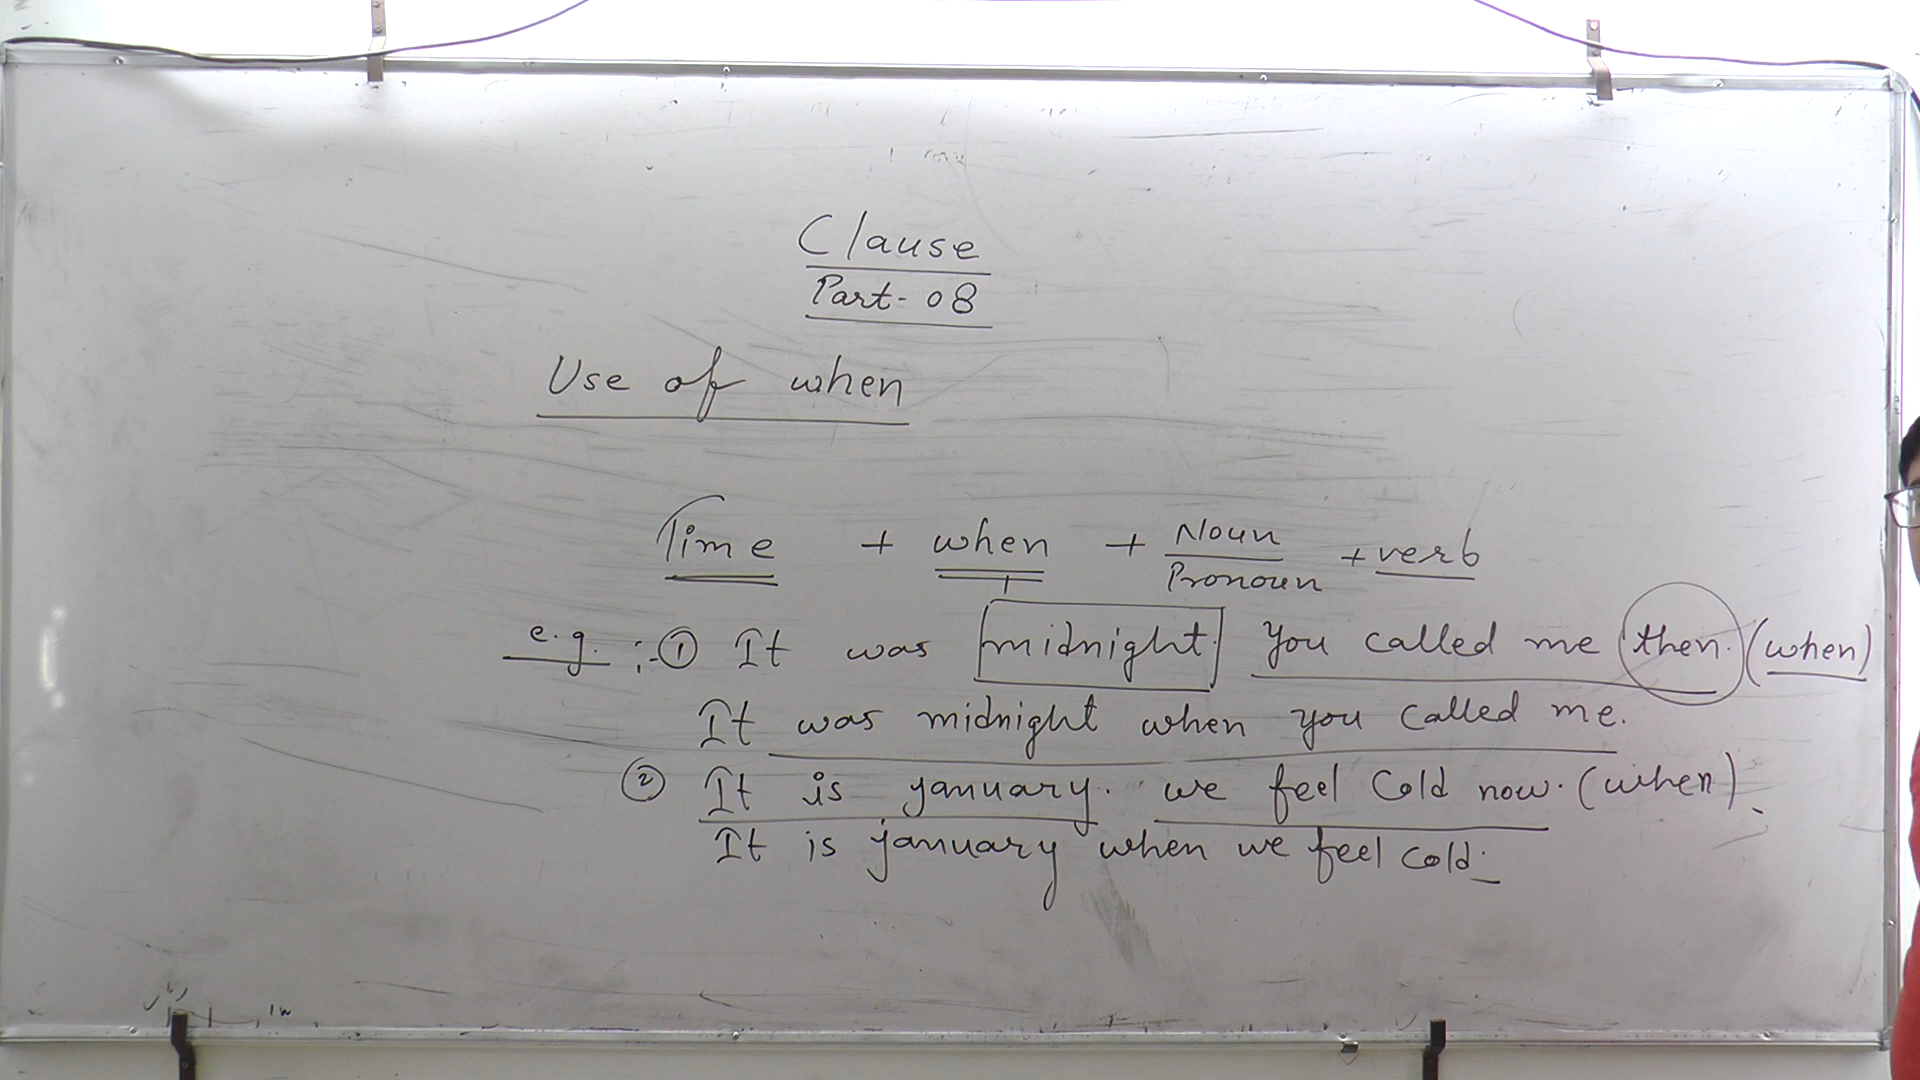 Clause
Part-08
Use of when
Time + when + Noun + verb
Pronoun
e.g. :-① It was midnight. You called me then. (when)
It was midnight when you called me.
② It is january. we feel cold now. (when).
It is january when we feel cold.